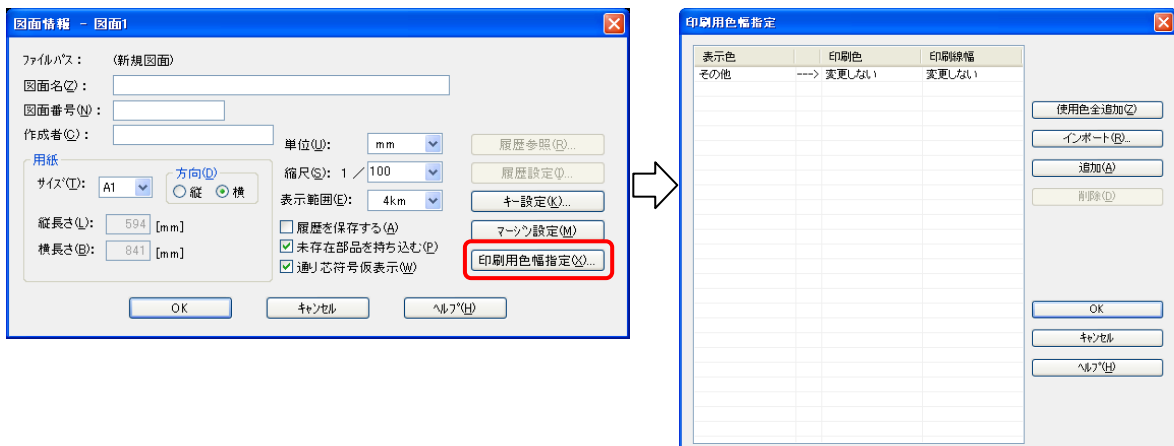 図面情報 - 図面1
ファイルパス： (新規図面)
図面名(Z)：
図面番号(N)：
作成者(C)：
用紙
サイズ(T)： A1
方向(D)
縦 横
縦長さ(L)： 594 [mm]
横長さ(B)： 841 [mm]
単位(U)： mm
縮尺(S)： 1 ／ 100
表示範囲(E)： 4km
履歴を保存する(A)
未存在部品を持ち込む(P)
通り芯符号仮表示(W)
履歴参照(R)...
履歴設定(I)...
キー設定(K)...
マーシン設定(M)
印刷用色幅指定(X)...
OK キャンセル ヘルプ(H)
印刷用色幅指定
表示色 印刷色 印刷線幅
その他 ---> 変更しない 変更しない
使用色全追加(Z)
インポート(R)...
追加(A)
削除(D)
OK
キャンセル
ヘルプ(H)